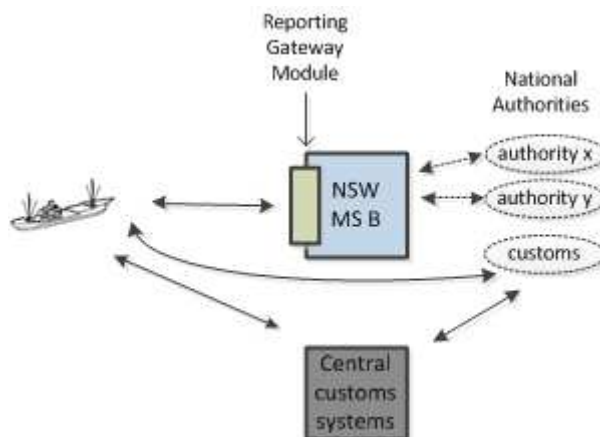 Reporting
Gateway
Module
National
Authorities
authority x
NSW
MS B
authority y
customs
Central
customs
systems